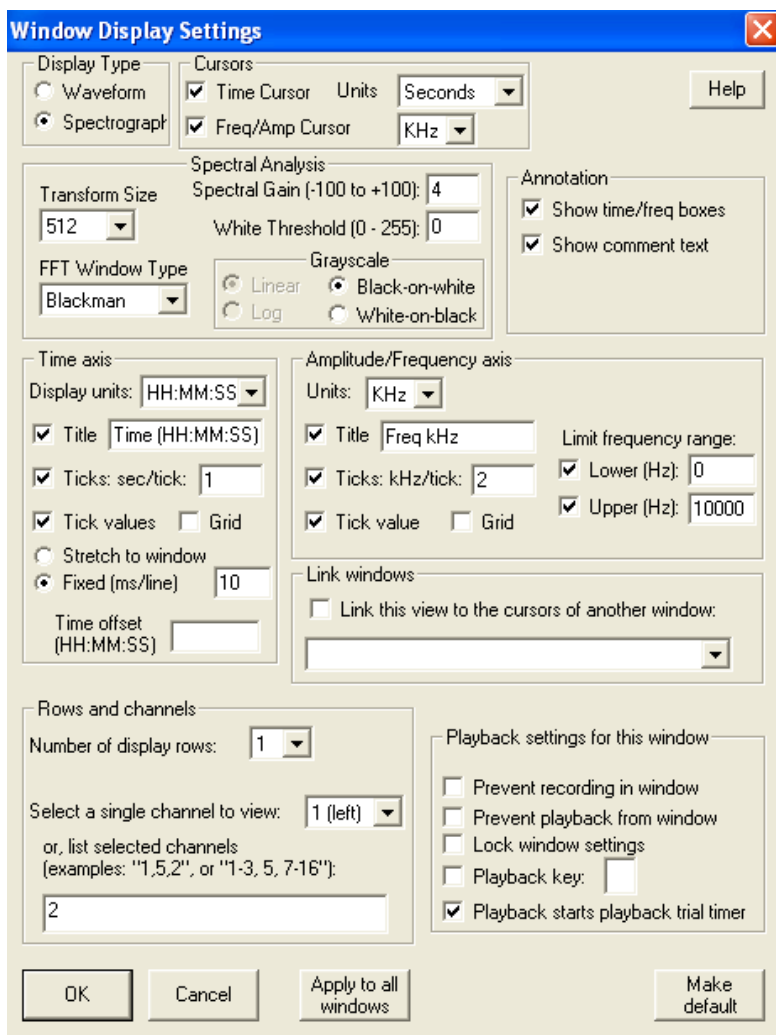 Window Display Settings
Display Type
Waveform
Spectrograph
Cursors
Time Cursor Units Seconds
Freq/Amp Cursor KHz
Help
Spectral Analysis
Transform Size
512
FFT Window Type
Blackman
Spectral Gain (-100 to +100): 4
White Threshold (0 - 255): 0
Grayscale
Linear Black-on-white
Log White-on-black
Annotation
Show time/freq boxes
Show comment text
Time axis
Display units: HH:MM:SS
Title Time (HH:MM:SS)
Ticks: sec/tick: 1
Tick values Grid
Stretch to window
Fixed (ms/line) 10
Time offset
(HH:MM:SS)
Amplitude/Frequency axis
Units: KHz
Title Freq kHz
Ticks: kHz/tick: 2
Tick value Grid
Limit frequency range:
Lower (Hz): 0
Upper (Hz): 10000
Link windows
Link this view to the cursors of another window:
Rows and channels
Number of display rows: 1
Select a single channel to view: 1 (left)
or, list selected channels
(examples: "1,5,2", or "1-3, 5, 7-16"):
2
Playback settings for this window
Prevent recording in window
Prevent playback from window
Lock window settings
Playback key:
Playback starts playback trial timer
OK
Cancel
Apply to all
windows
Make
default